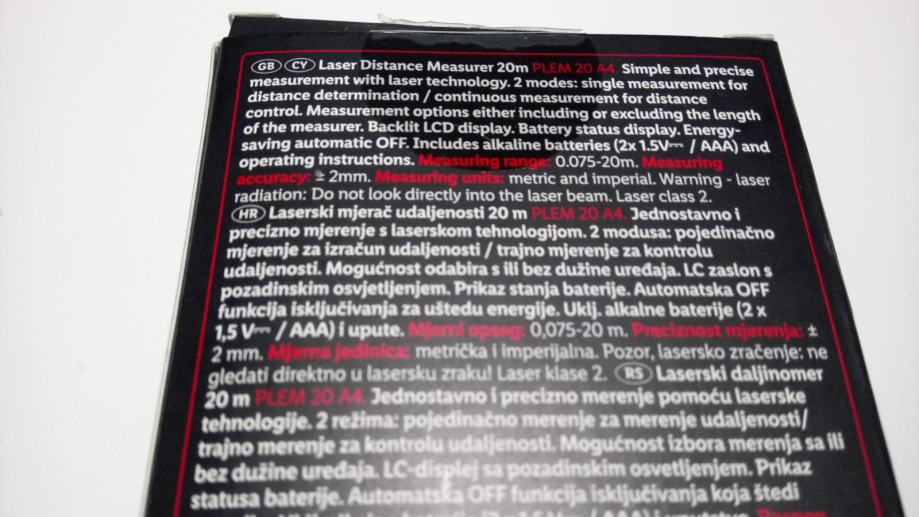 GB CY Laser Distance Measurer 20m PLEM 20 A4. Simple and precise
measurement with laser technology. 2 modes: single measurement for
distance determination / continuous measurement for distance
control. Measurement options either including or excluding the length
of the measurer. Backlit LCD display. Battery status display. Energy-
saving automatic OFF. Includes alkaline batteries (2x 1.5V⎓ / AAA) and
operating instructions. Measuring range: 0.075-20m. Measuring
accuracy: ± 2mm. Measuring units: metric and imperial. Warning - laser
radiation: Do not look directly into the laser beam. Laser class 2.
HR Laserski mjerač udaljenosti 20 m PLEM 20 A4. Jednostavno i
precizno mjerenje s laserskom tehnologijom. 2 modusa: pojedinačno
mjerenje za izračun udaljenosti / trajno mjerenje za kontrolu
udaljenosti. Mogućnost odabira s ili bez dužine uređaja. LC zaslon s
pozadinskim osvjetljenjem. Prikaz stanja baterije. Automatska OFF
funkcija isključivanja za uštedu energije. Uklj. alkalne baterije (2 x
1,5 V⎓ / AAA) i upute. Mjerni opseg: 0,075-20 m. Preciznost mjerenja: ±
2 mm. Mjerna jedinica: metrička i imperijalna. Pozor, lasersko zračenje: ne
gledati direktno u lasersku zraku! Laser klase 2. RS Laserski daljinomer
20 m PLEM 20 A4. Jednostavno i precizno merenje pomoću laserske
tehnologije. 2 režima: pojedinačno merenje za merenje udaljenosti/
trajno merenje za kontrolu udaljenosti. Mogućnost izbora merenja sa ili
bez dužine uređaja. LC-displej sa pozadinskim osvetljenjem. Prikaz
statusa baterije. Automatska OFF funkcija isključivanja koja štedi